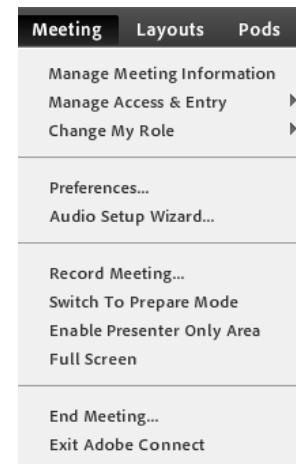 Meeting Layouts Pods
Manage Meeting Information
Manage Access & Entry
Change My Role
Preferences...
Audio Setup Wizard...
Record Meeting...
Switch To Prepare Mode
Enable Presenter Only Area
Full Screen
End Meeting...
Exit Adobe Connect